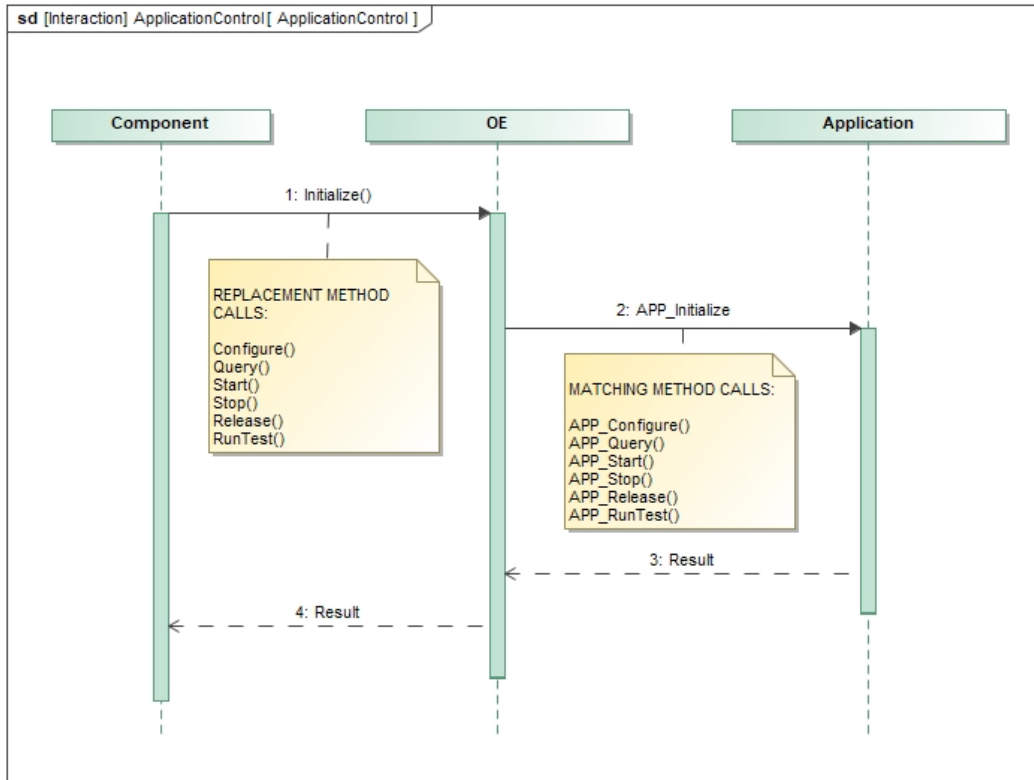 sd [Interaction] ApplicationControl[ ApplicationControl ]
Component
OE
Application
1: Initialize()
REPLACEMENT METHOD
CALLS:
Configure()
Query()
Start()
Stop()
Release()
RunTest()
2: APP_Initialize
MATCHING METHOD CALLS:
APP_Configure()
APP_Query()
APP_Start()
APP_Stop()
APP_Release()
APP_RunTest()
3: Result
4: Result